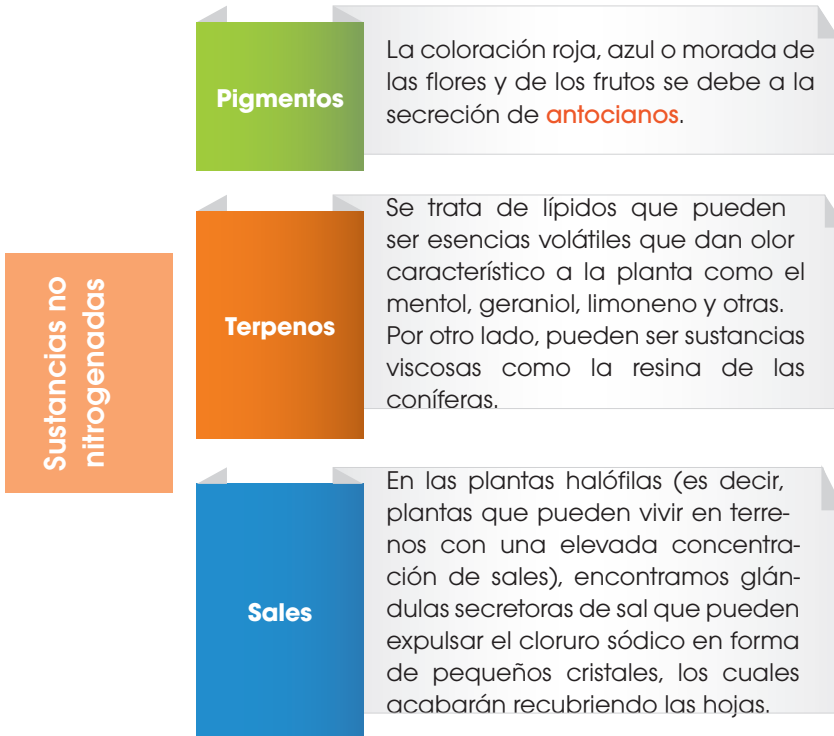 Sustancias no
nitrogenadas
Pigmentos
La coloración roja, azul o morada de
las flores y de los frutos se debe a la
secreción de antocianos.
Terpenos
Se trata de lípidos que pueden
ser esencias volátiles que dan olor
característico a la planta como el
mentol, geraniol, limoneno y otras.
Por otro lado, pueden ser sustancias
viscosas como la resina de las
coníferas.
Sales
En las plantas halófilas (es decir,
plantas que pueden vivir en terre-
nos con una elevada concentra-
ción de sales), encontramos glán-
dulas secretoras de sal que pueden
expulsar el cloruro sódico en forma
de pequeños cristales, los cuales
acabarán recubriendo las hojas.